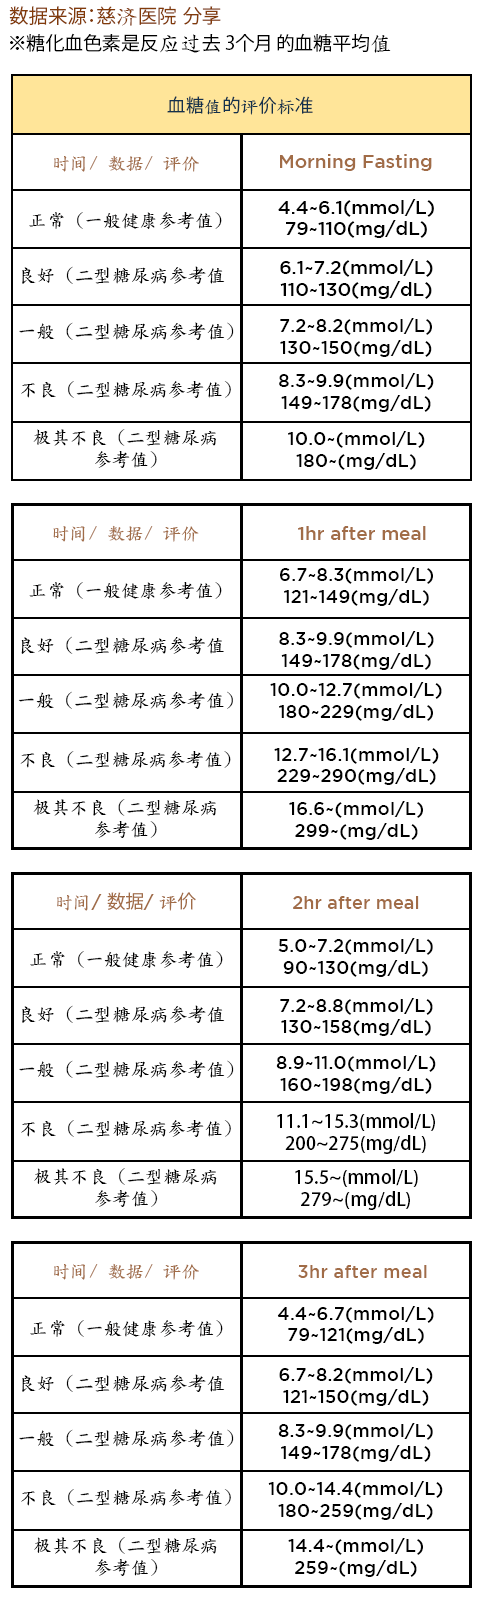 数据来源:慈济医院 分享
※糖化血色素是反应过去 3个月 的血糖平均值
血糖值的评价标准
时间/ 数据/ 评价 Morning Fasting
正常（一般健康参考值） 4.4~6.1(mmol/L)
79~110(mg/dL)
良好（二型糖尿病参考值 6.1~7.2(mmol/L)
110~130(mg/dL)
一般（二型糖尿病参考值） 7.2~8.2(mmol/L)
130~150(mg/dL)
不良（二型糖尿病参考值） 8.3~9.9(mmol/L)
149~178(mg/dL)
极其不良（二型糖尿病 10.0~(mmol/L)
参考值） 180~(mg/dL)
时间/ 数据/ 评价 1hr after meal
正常（一般健康参考值） 6.7~8.3(mmol/L)
121~149(mg/dL)
良好（二型糖尿病参考值 8.3~9.9(mmol/L)
149~178(mg/dL)
一般（二型糖尿病参考值） 10.0~12.7(mmol/L)
180~229(mg/dL)
不良（二型糖尿病参考值） 12.7~16.1(mmol/L)
229~290(mg/dL)
极其不良（二型糖尿病 16.6~(mmol/L)
参考值） 299~(mg/dL)
时间/ 数据/ 评价 2hr after meal
正常（一般健康参考值） 5.0~7.2(mmol/L)
90~130(mg/dL)
良好（二型糖尿病参考值 7.2~8.8(mmol/L)
130~158(mg/dL)
一般（二型糖尿病参考值） 8.9~11.0(mmol/L)
160~198(mg/dL)
不良（二型糖尿病参考值） 11.1~15.3(mmol/L)
200~275(mg/dL)
极其不良（二型糖尿病 15.5~(mmol/L)
参考值） 279~(mg/dL)
时间/ 数据/ 评价 3hr after meal
正常（一般健康参考值） 4.4~6.7(mmol/L)
79~121(mg/dL)
良好（二型糖尿病参考值 6.7~8.2(mmol/L)
121~150(mg/dL)
一般（二型糖尿病参考值） 8.3~9.9(mmol/L)
149~178(mg/dL)
不良（二型糖尿病参考值） 10.0~14.4(mmol/L)
180~259(mg/dL)
极其不良（二型糖尿病 14.4~(mmol/L)
参考值） 259~(mg/dL)